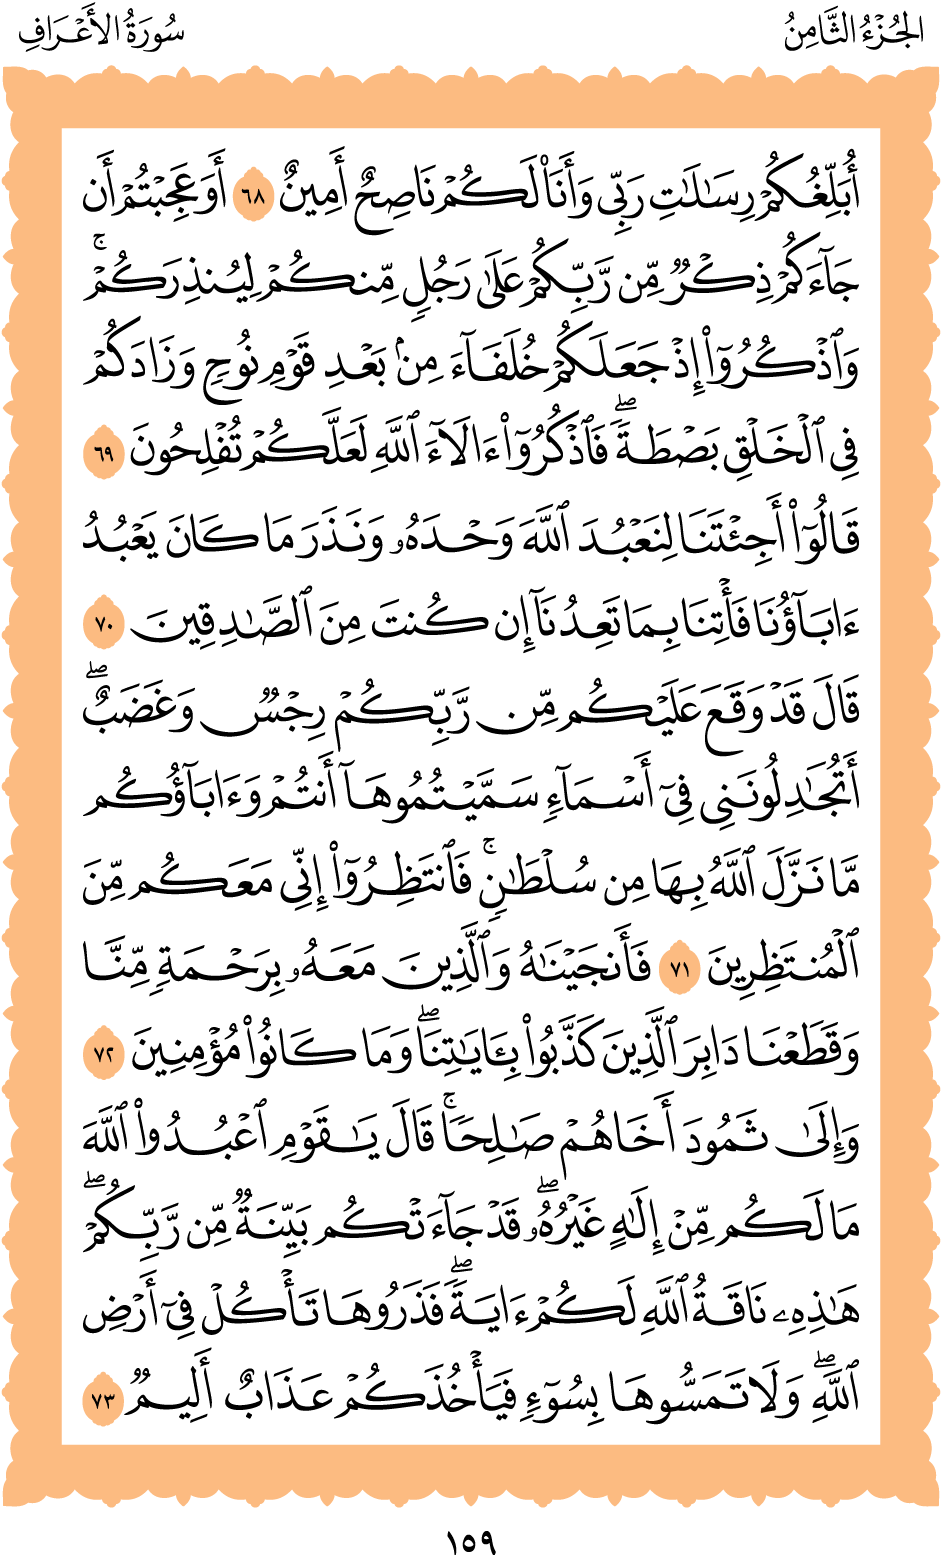 الجُزْءُ الثَّامِنُ
سُورَةُ الأَعْرَافِ
أُبَلِّغُكُمْ رِسَٰلَٰتِ رَبِّى وَأَنَا۠ لَكُمْ نَاصِحٌ أَمِينٌ ٦٨ أَوَعَجِبْتُمْ أَن
جَآءَكُمْ ذِكْرٌ مِّن رَّبِّكُمْ عَلَىٰ رَجُلٍ مِّنكُمْ لِيُنذِرَكُمْ ۚ
وَٱذْكُرُوٓا۟ إِذْ جَعَلَكُمْ خُلَفَآءَ مِنۢ بَعْدِ قَوْمِ نُوحٍ وَزَادَكُمْ
فِى ٱلْخَلْقِ بَصْۜطَةً ۖ فَٱذْكُرُوٓا۟ ءَالَآءَ ٱللَّهِ لَعَلَّكُمْ تُفْلِحُونَ ٦٩
قَالُوٓا۟ أَجِئْتَنَا لِنَعْبُدَ ٱللَّهَ وَحْدَهُۥ وَنَذَرَ مَا كَانَ يَعْبُدُ
ءَابَآؤُنَا فَأْتِنَا بِمَا تَعِدُنَآ إِن كُنتَ مِنَ ٱلصَّٰدِقِينَ ٧٠
قَالَ قَدْ وَقَعَ عَلَيْكُم مِّن رَّبِّكُمْ رِجْسٌ وَغَضَبٌ ۖ
أَتُجَٰدِلُونَنِى فِىٓ أَسْمَآءٍ سَمَّيْتُمُوهَآ أَنتُمْ وَءَابَآؤُكُم
مَّا نَزَّلَ ٱللَّهُ بِهَا مِن سُلْطَٰنٍ ۚ فَٱنتَظِرُوٓا۟ إِنِّى مَعَكُم مِّنَ
ٱلْمُنتَظِرِينَ ٧١ فَأَنجَيْنَٰهُ وَٱلَّذِينَ مَعَهُۥ بِرَحْمَةٍ مِّنَّا
وَقَطَعْنَا دَابِرَ ٱلَّذِينَ كَذَّبُوا۟ بِـَٔايَٰتِنَا ۖ وَمَا كَانُوا۟ مُؤْمِنِينَ ٧٢
وَإِلَىٰ ثَمُودَ أَخَاهُمْ صَٰلِحًا ۚ قَالَ يَٰقَوْمِ ٱعْبُدُوا۟ ٱللَّهَ
مَا لَكُم مِّنْ إِلَٰهٍ غَيْرُهُۥ ۖ قَدْ جَآءَتْكُم بَيِّنَةٌ مِّن رَّبِّكُمْ ۖ
هَٰذِهِۦ نَاقَةُ ٱللَّهِ لَكُمْ ءَايَةً ۖ فَذَرُوهَا تَأْكُلْ فِىٓ أَرْضِ
ٱللَّهِ ۖ وَلَا تَمَسُّوهَا بِسُوٓءٍ فَيَأْخُذَكُمْ عَذَابٌ أَلِيمٌ ٧٣
١٥٩